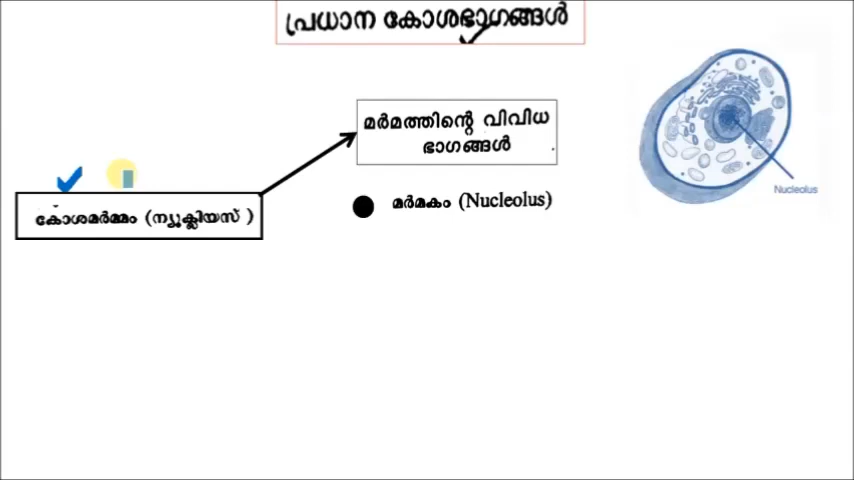 പ്രധാന കോശഭാഗങ്ങൾ
മർമത്തിന്റെ വിവിധ
ഭാഗങ്ങൾ
കോശമർമ്മം (ന്യൂക്ലിയസ് )
മർമകം (Nucleolus)
Nucleolus